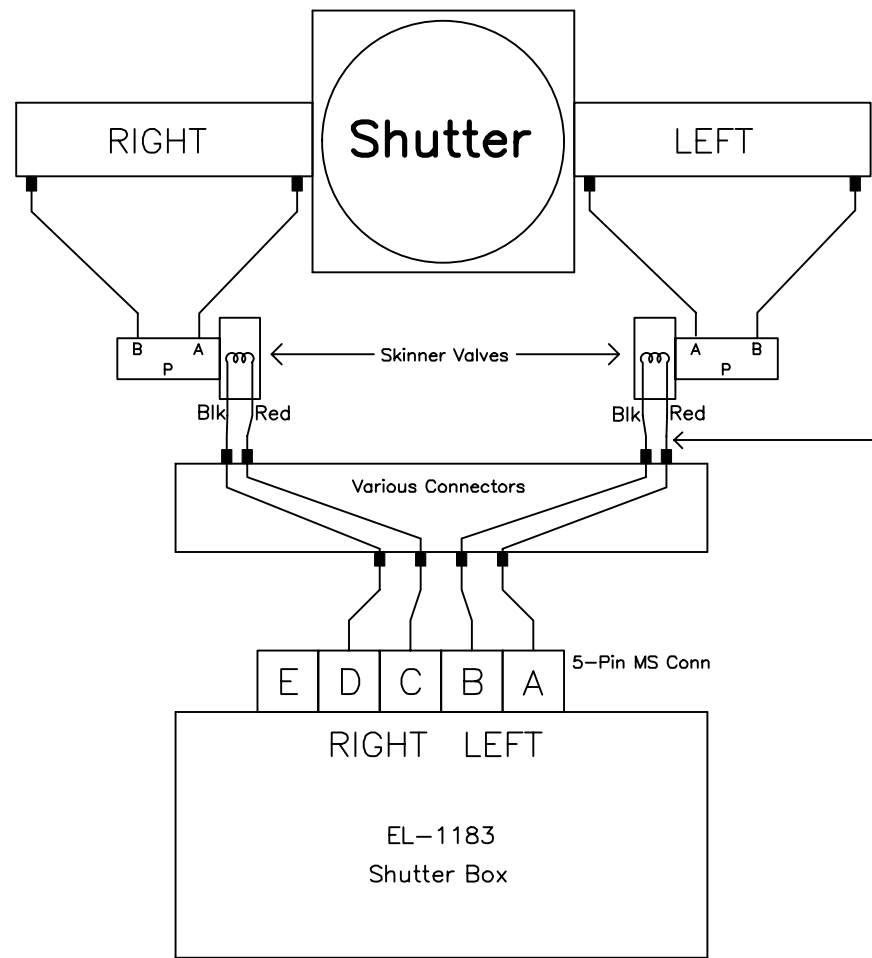 RIGHT
Shutter
LEFT
B A
P
Skinner Valves
A B
P
Blk Red
Blk Red
Various Connectors
5-Pin MS Conn
E D C B A
RIGHT LEFT
EL-1183
Shutter Box